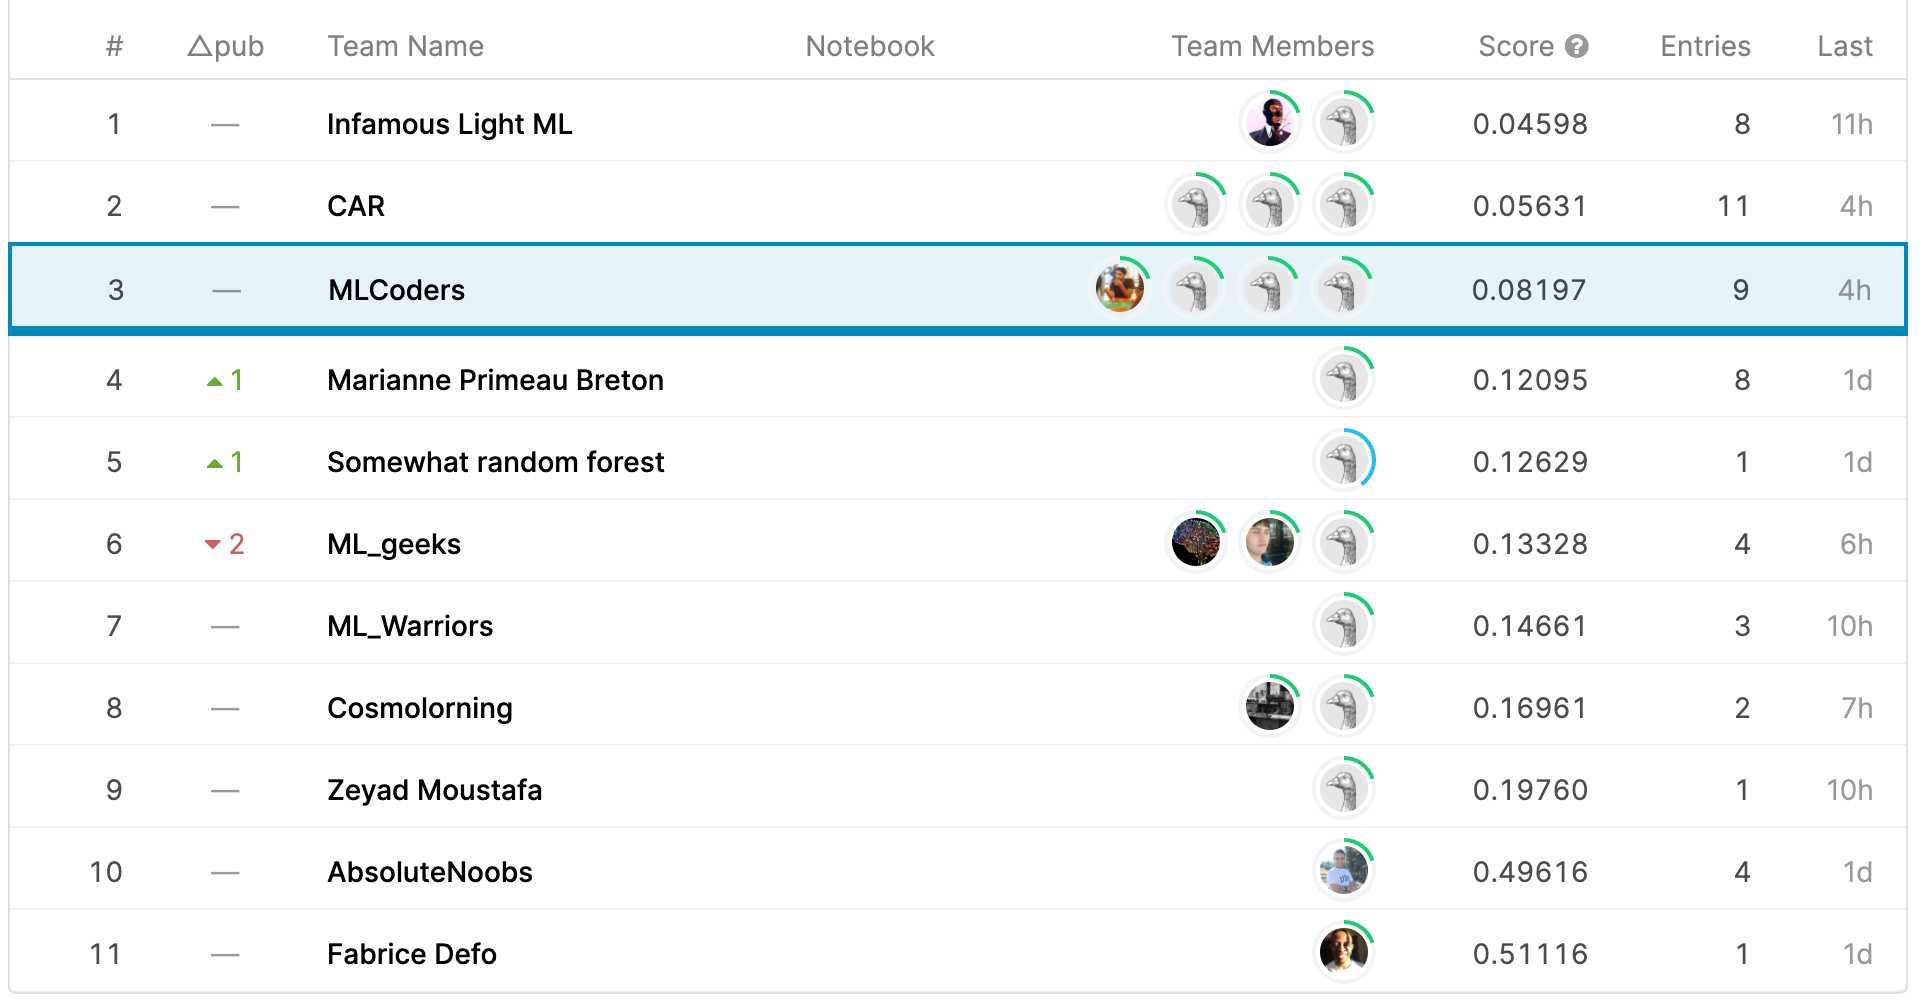 # △pub Team Name Notebook Team Members Score ? Entries Last
1 — Infamous Light ML 0.04598 8 11h
2 — CAR 0.05631 11 4h
3 — MLCoders 0.08197 9 4h
4 ▲1 Marianne Primeau Breton 0.12095 8 1d
5 ▲1 Somewhat random forest 0.12629 1 1d
6 ▼2 ML_geeks 0.13328 4 6h
7 — ML_Warriors 0.14661 3 10h
8 — Cosmolorning 0.16961 2 7h
9 — Zeyad Moustafa 0.19760 1 10h
10 — AbsoluteNoobs 0.49616 4 1d
11 — Fabrice Defo 0.51116 1 1d